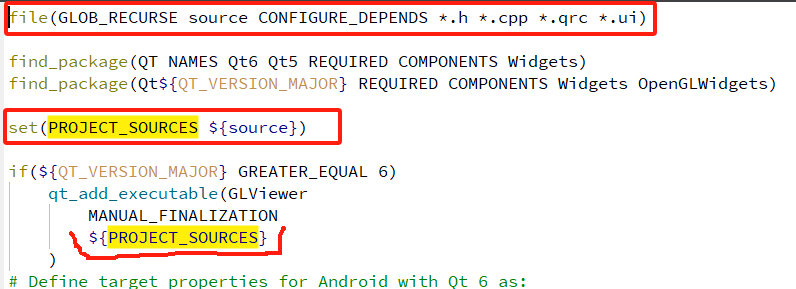 file(GLOB_RECURSE source CONFIGURE_DEPENDS *.h *.cpp *.qrc *.ui)
find_package(QT NAMES Qt6 Qt5 REQUIRED COMPONENTS Widgets)
find_package(Qt${QT_VERSION_MAJOR} REQUIRED COMPONENTS Widgets OpenGLWidgets)
set(PROJECT_SOURCES ${source})
if(${QT_VERSION_MAJOR} GREATER_EQUAL 6)
qt_add_executable(GLViewer
MANUAL_FINALIZATION
${PROJECT_SOURCES}
)
# Define target properties for Android with Qt 6 as: